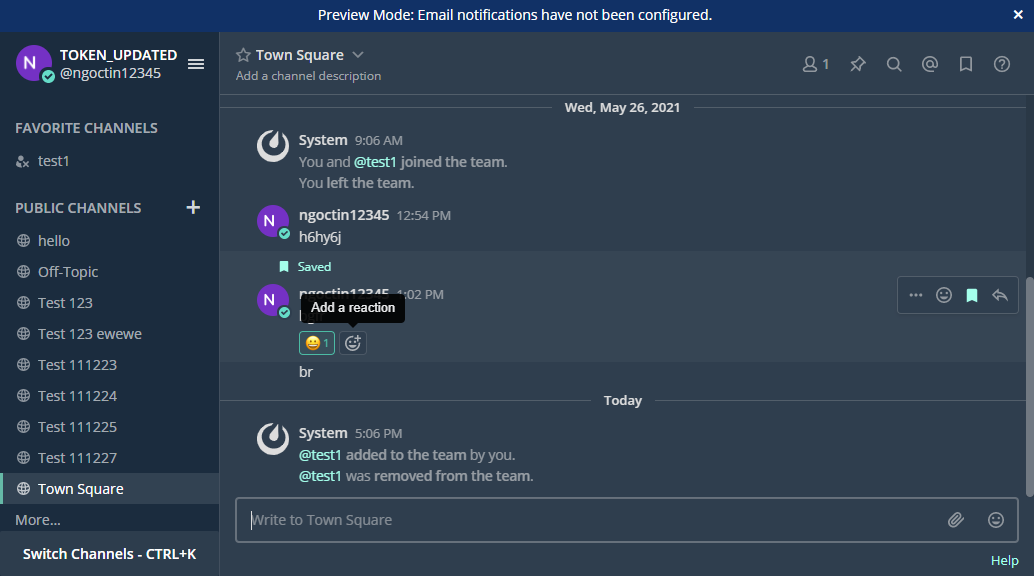 Preview Mode: Email notifications have not been configured.
N
TOKEN_UPDATED
@ngoctin12345
FAVORITE CHANNELS
test1
PUBLIC CHANNELS
hello
Off-Topic
Test 123
Test 123 ewewe
Test 111223
Test 111224
Test 111225
Test 111227
Town Square
More...
Switch Channels - CTRL+K
Town Square
Add a channel description
1
Wed, May 26, 2021
System 9:06 AM
You and @test1 joined the team.
You left the team.
N
ngoctin12345 12:54 PM
h6hy6j
Saved
N
ngoctin12345 4:02 PM
Add a reaction
1
br
Today
System 5:06 PM
@test1 added to the team by you.
@test1 was removed from the team.
Write to Town Square
Help